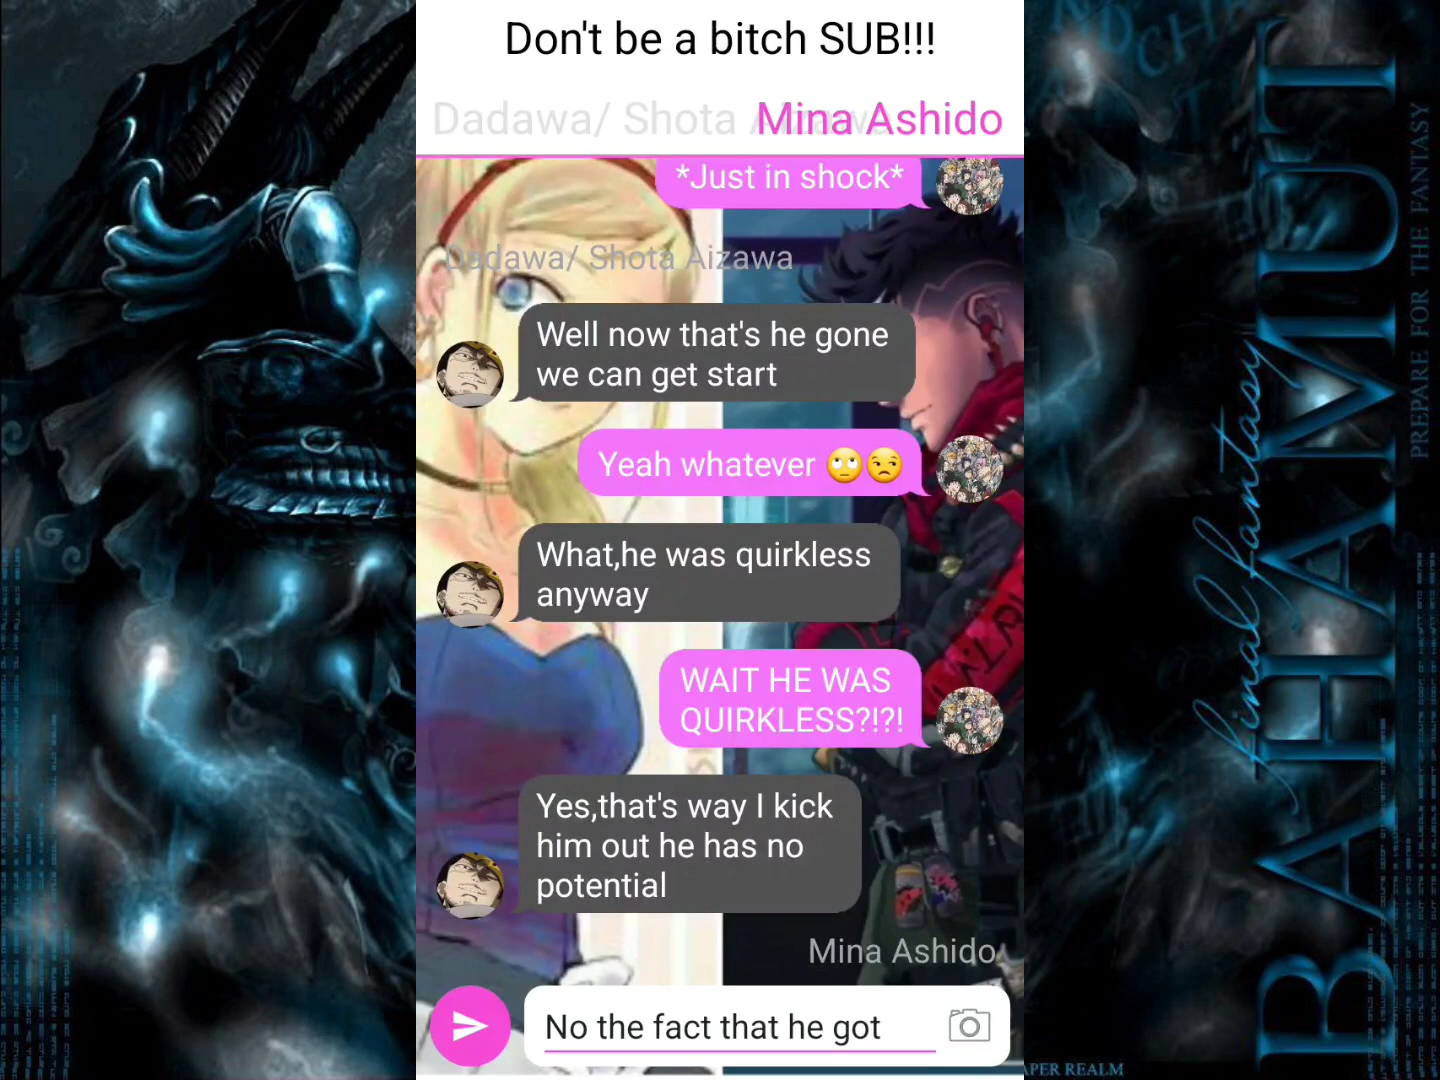 Don't be a bitch SUB!!!
Dadawa/ Shota Aizawa
Mina Ashido
*Just in shock*
Dadawa/ Shota Aizawa
Well now that's he gone
we can get start
Yeah whatever 🙄😒
What,he was quirkless
anyway
WAIT HE WAS
QUIRKLESS?!?!
Yes,that's way I kick
him out he has no
potential
Mina Ashido
No the fact that he got
final fantasy
BAHAMUT
PREPARE FOR THE FANTASY
APER REALM